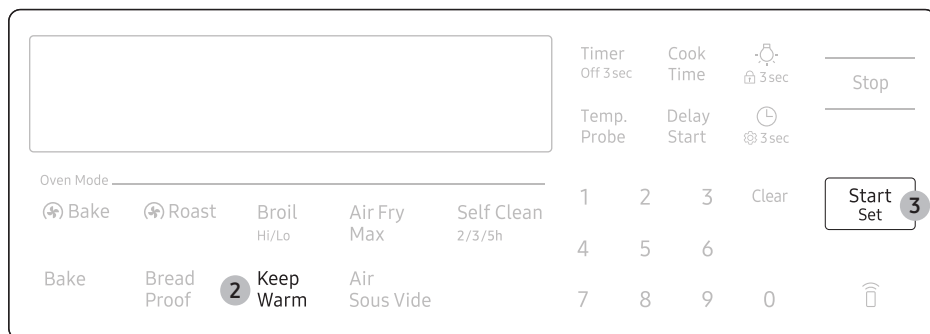 Timer
Off 3 sec
Cook
Time
3 sec
Stop
Temp.
Probe
Delay
Start
3 sec
Oven Mode
Bake
Roast
Broil
Hi/Lo
Air Fry
Max
Self Clean
2/3/5h
1 2 3 Clear
Start
Set
3
4 5 6
Bake
Bread
Proof
2
Keep
Warm
Air
Sous Vide
7 8 9 0